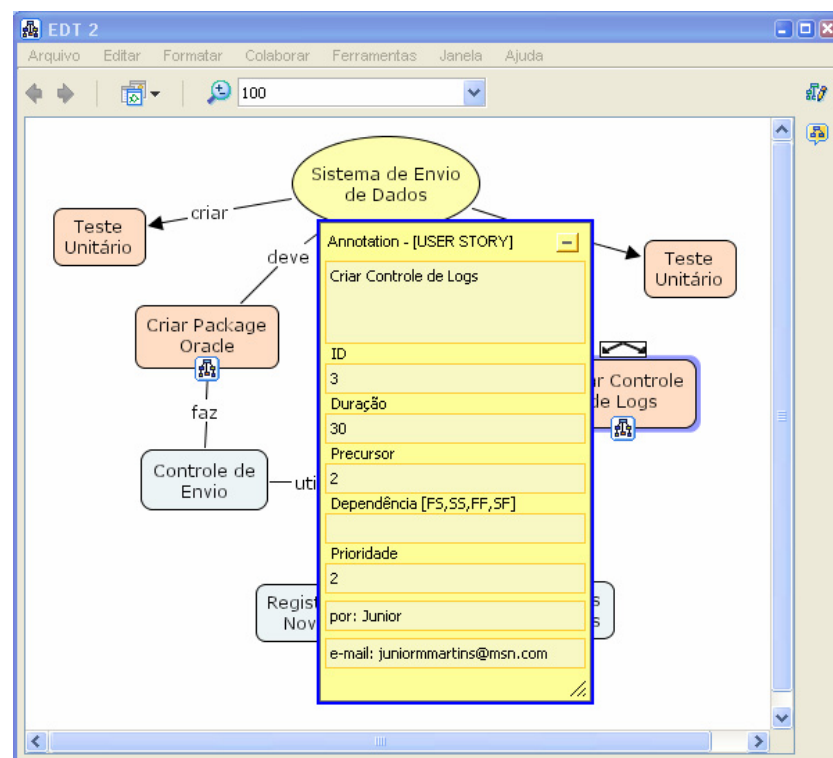 EDT 2
Arquivo Editar Formatar Colaborar Ferramentas Janela Ajuda
100
Sistema de Envio
de Dados
criar
Teste
Unitário
deve
Teste
Unitário
Criar Package
Oracle
faz
Controle de
Envio
Annotation - [USER STORY]
Criar Controle de Logs
ID
3
Duração
30
Precursor
2
Dependência [FS,SS,FF,SF]
Prioridade
2
por: Junior
e-mail: juniormmartins@msn.com
Controle
de Logs